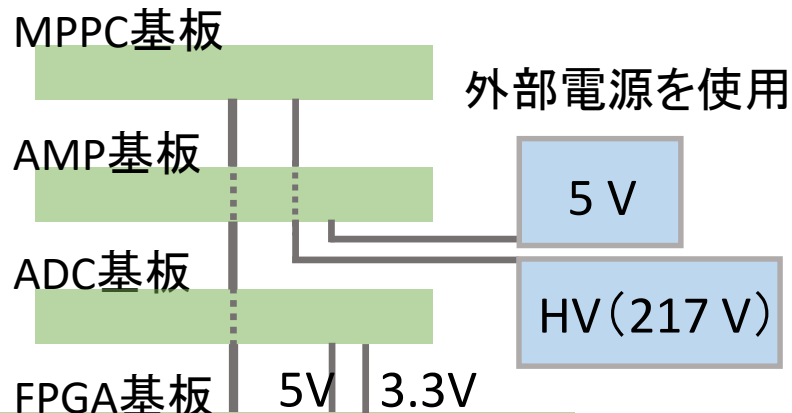 MPPC基板
外部電源を使用
AMP基板
5 V
ADC基板
HV（217 V）
FPGA基板
5V
3.3V